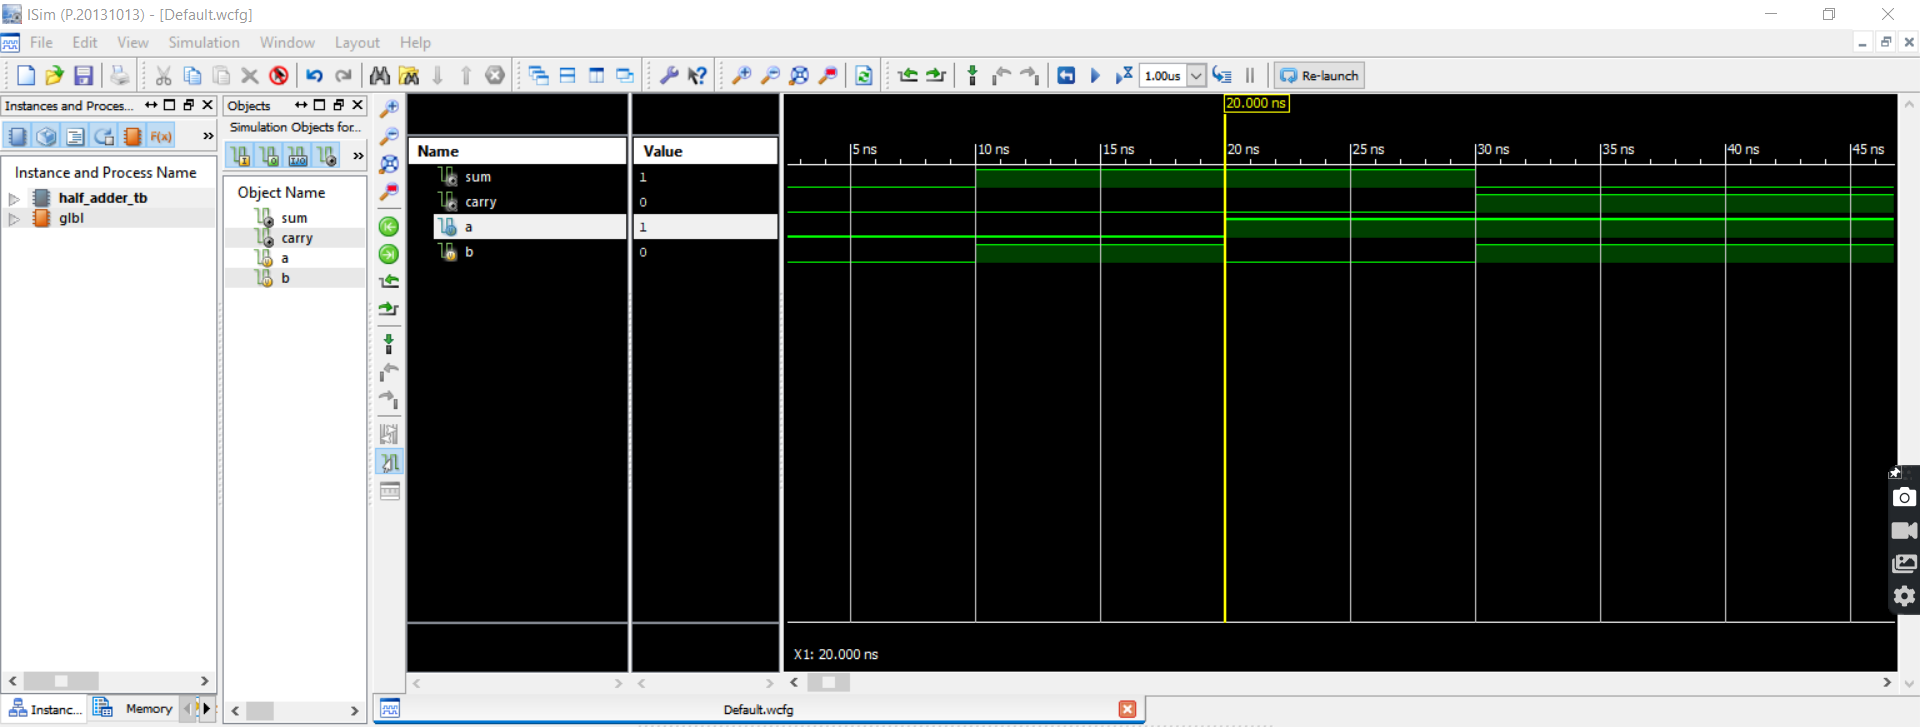 ISim (P.20131013) - [Default.wcfg]
File Edit View Simulation Window Layout Help
1.00us Re-launch
Instances and Proces...
F(x)
Instance and Process Name
half_adder_tb
glbl
Instanc... Memory
Objects
Simulation Objects for...
I O I/O
Object Name
sum
carry
a
b
Name Value
sum 1
carry 0
a 1
b 0
20.000 ns
5 ns 10 ns 15 ns 20 ns 25 ns 30 ns 35 ns 40 ns 45 ns
X1: 20.000 ns
Default.wcfg